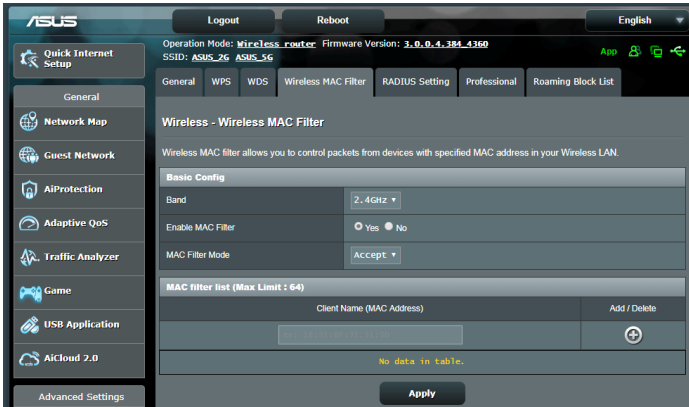 ASUS Logout Reboot English
Operation Mode: Wireless router Firmware Version: 3.0.0.4.384_4360
SSID: ASUS_2G ASUS_5G
App
Quick Internet
Setup
General
Network Map
Guest Network
AiProtection
Adaptive QoS
Traffic Analyzer
Game
USB Application
AiCloud 2.0
Advanced Settings
General WPS WDS Wireless MAC Filter RADIUS Setting Professional Roaming Block List
Wireless - Wireless MAC Filter
Wireless MAC filter allows you to control packets from devices with specified MAC address in your Wireless LAN.
Basic Config
Band 2.4GHz
Enable MAC Filter Yes No
MAC Filter Mode Accept
MAC filter list (Max Limit : 64)
Client Name (MAC Address) Add / Delete
No data in table.
Apply